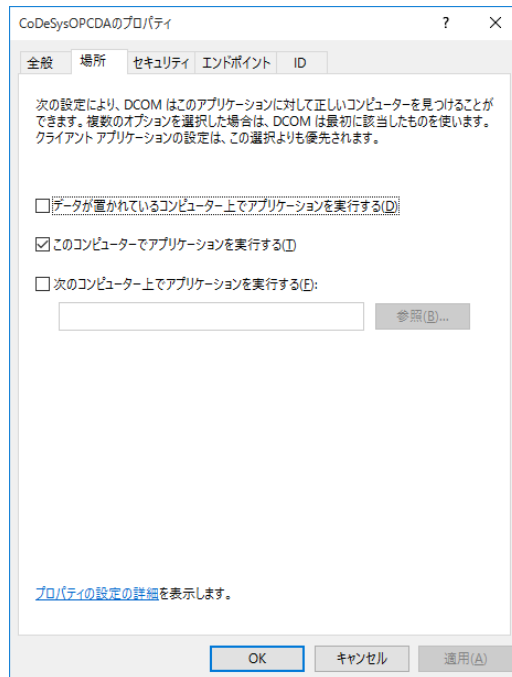 CoDeSysOPCDAのプロパティ
全般 場所 セキュリティ エンドポイント ID
次の設定により、DCOM はこのアプリケーションに対して正しいコンピューターを見つけることが
できます。複数のオプションを選択した場合は、DCOM は最初に該当したものを使います。
クライアント アプリケーションの設定は、この選択よりも優先されます。
データが置かれているコンピューター上でアプリケーションを実行する(D)
このコンピューターでアプリケーションを実行する(T)
次のコンピューター上でアプリケーションを実行する(F):
参照(B)...
プロパティの設定の詳細を表示します。
OK キャンセル 適用(A)